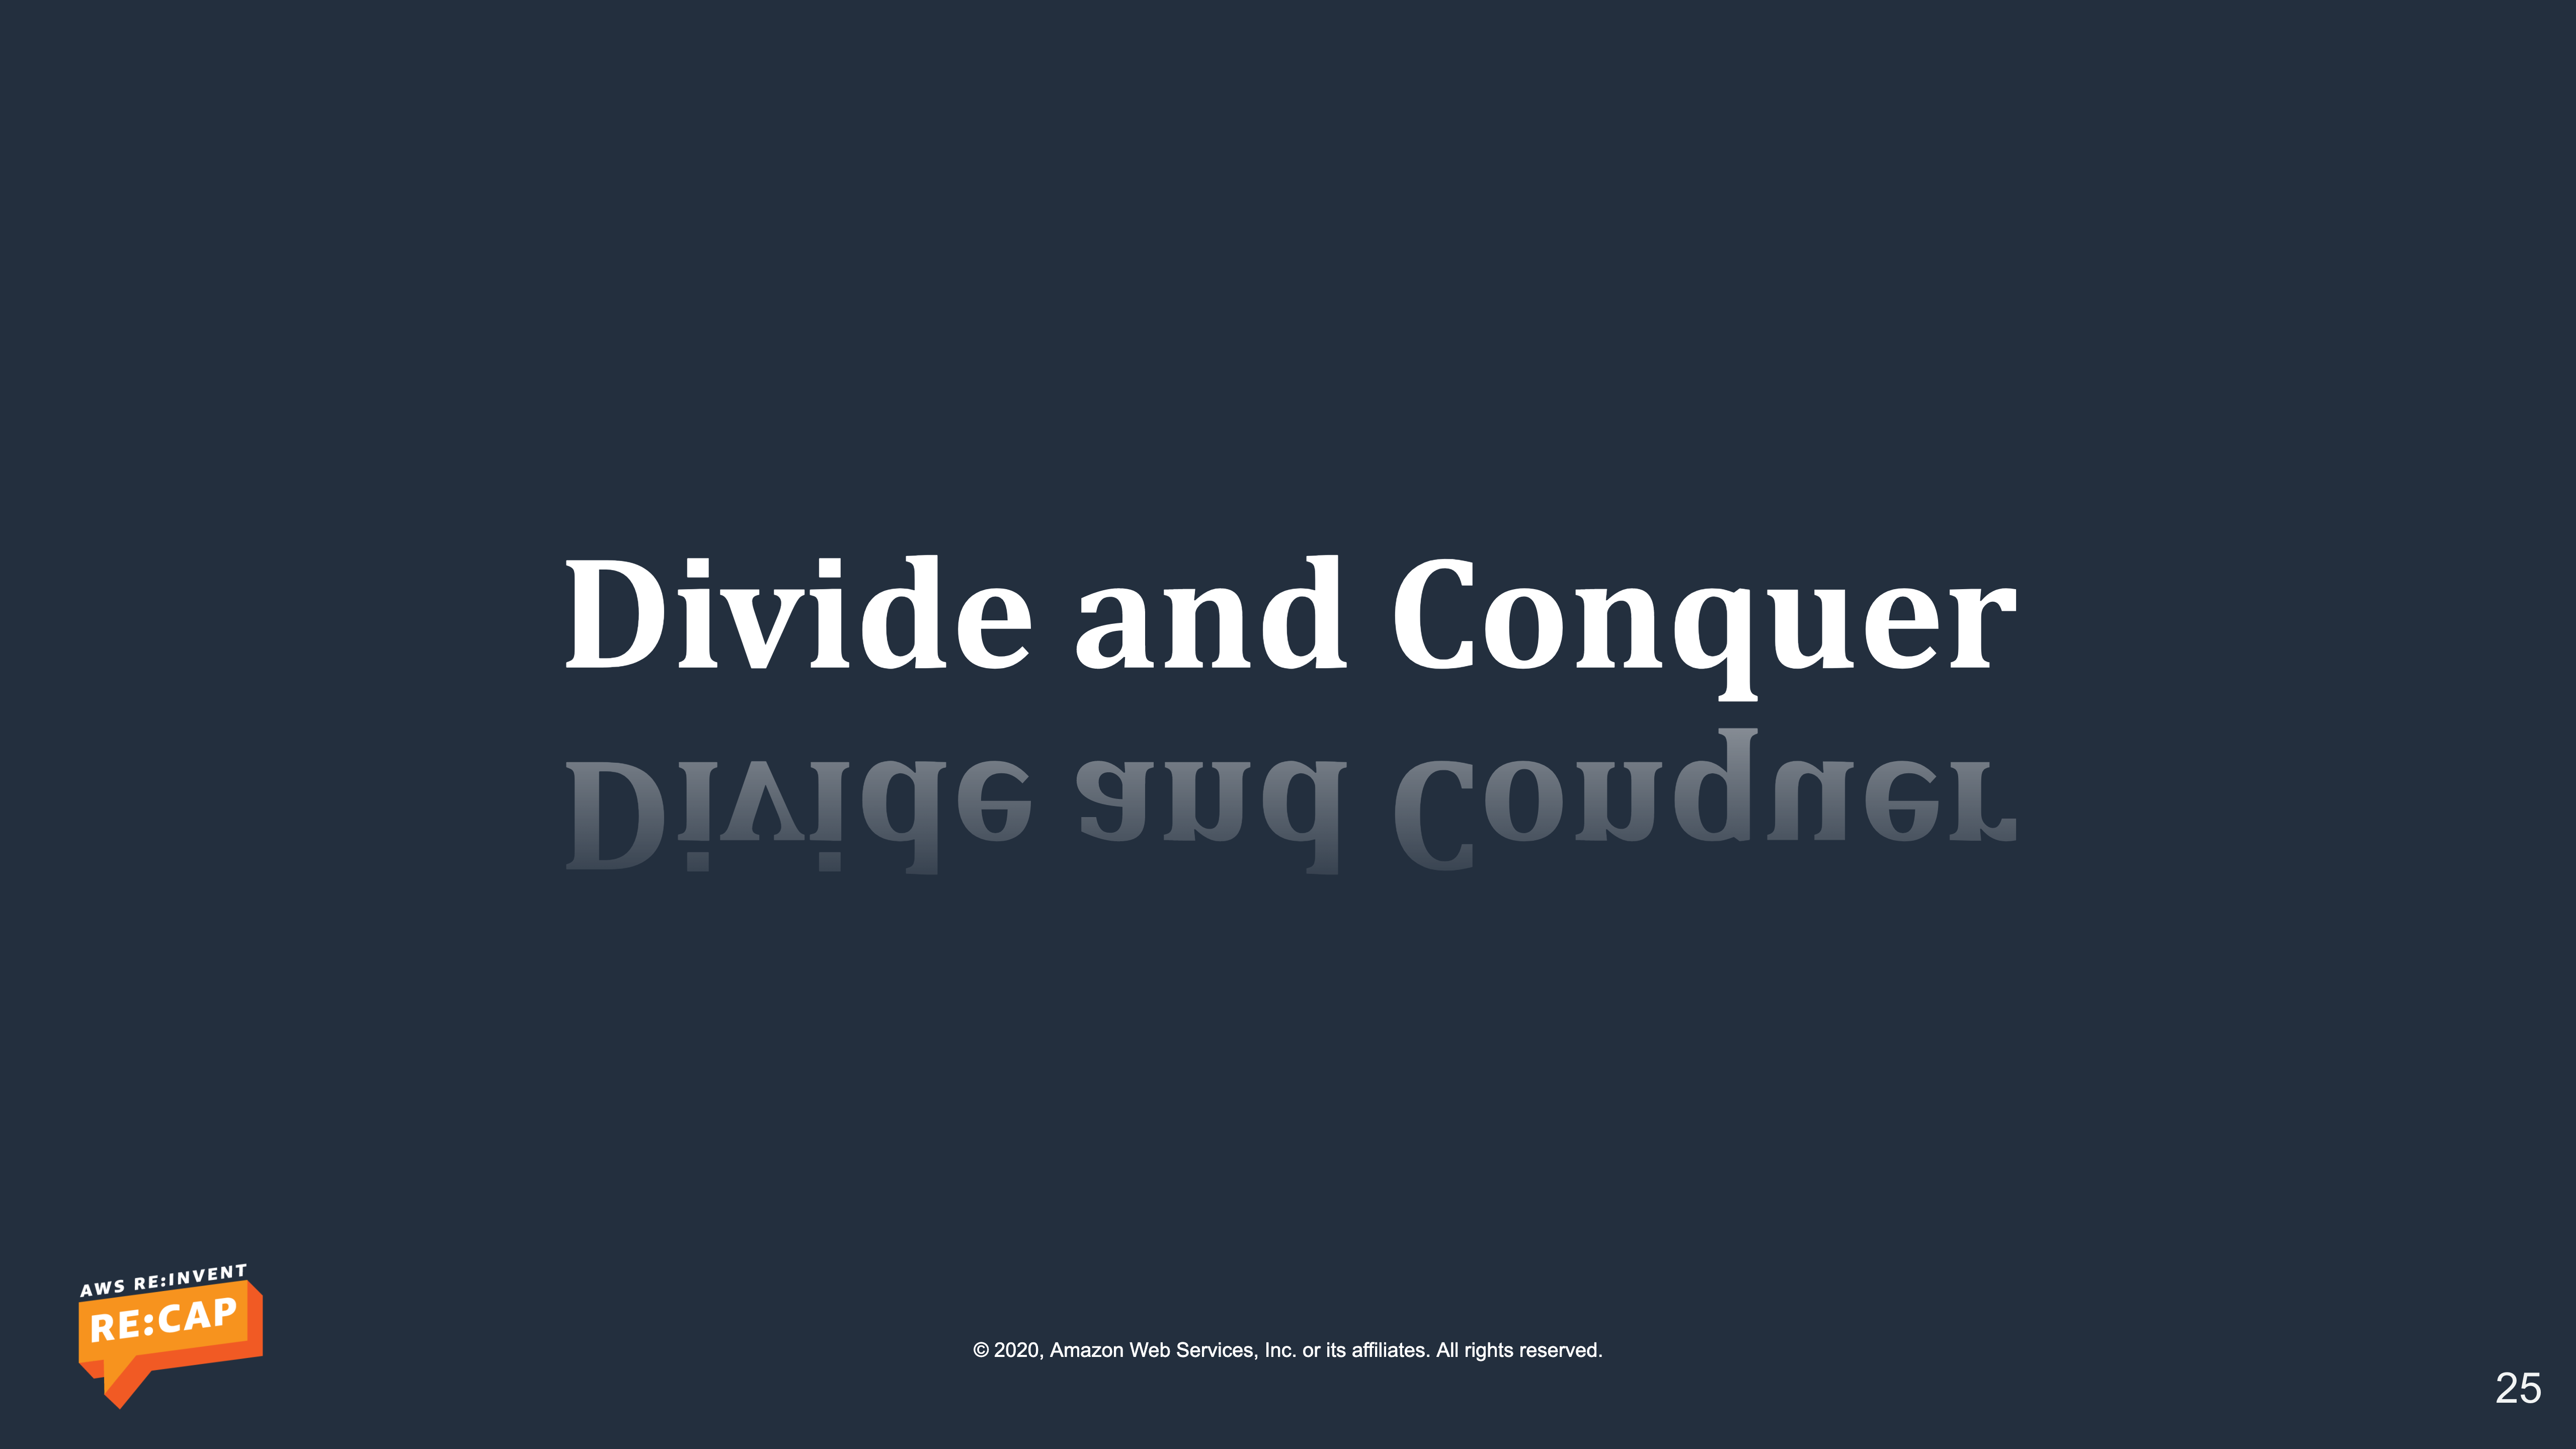 Divide and Conquer
AWS RE:INVENT
RE:CAP
© 2020, Amazon Web Services, Inc. or its affiliates. All rights reserved.
25